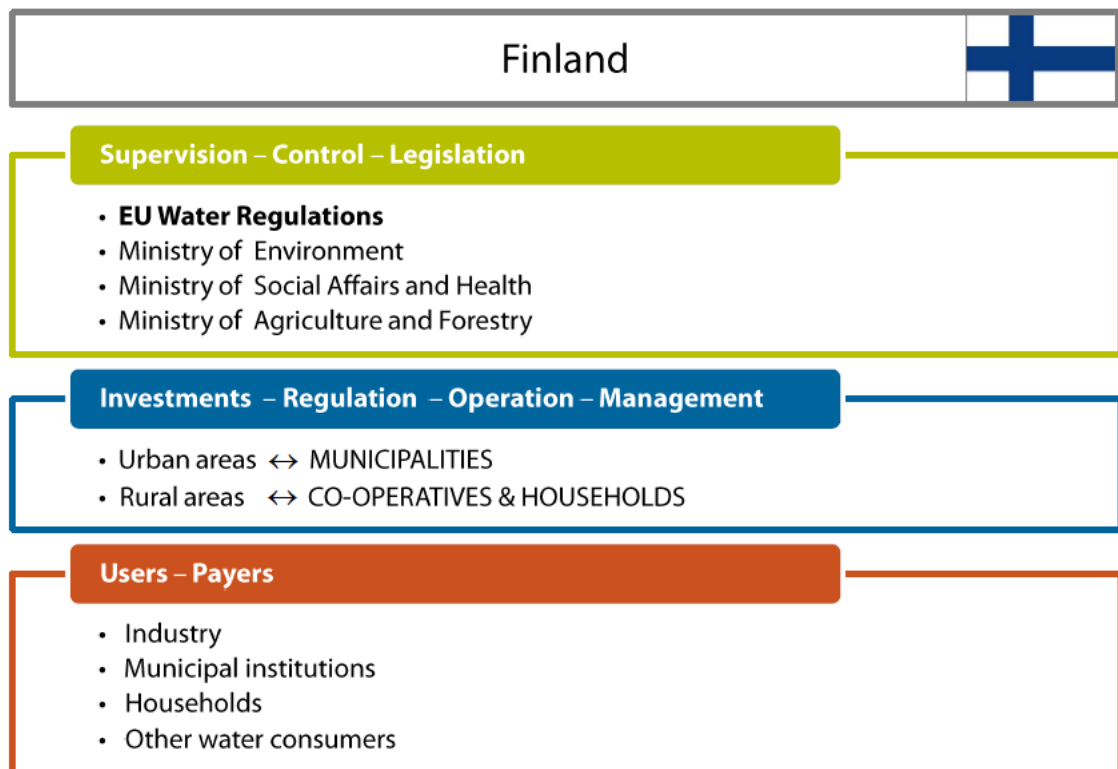 Finland
Supervision – Control – Legislation
• EU Water Regulations
• Ministry of Environment
• Ministry of Social Affairs and Health
• Ministry of Agriculture and Forestry
Investments – Regulation – Operation – Management
• Urban areas ↔ MUNICIPALITIES
• Rural areas ↔ CO-OPERATIVES & HOUSEHOLDS
Users – Payers
• Industry
• Municipal institutions
• Households
• Other water consumers